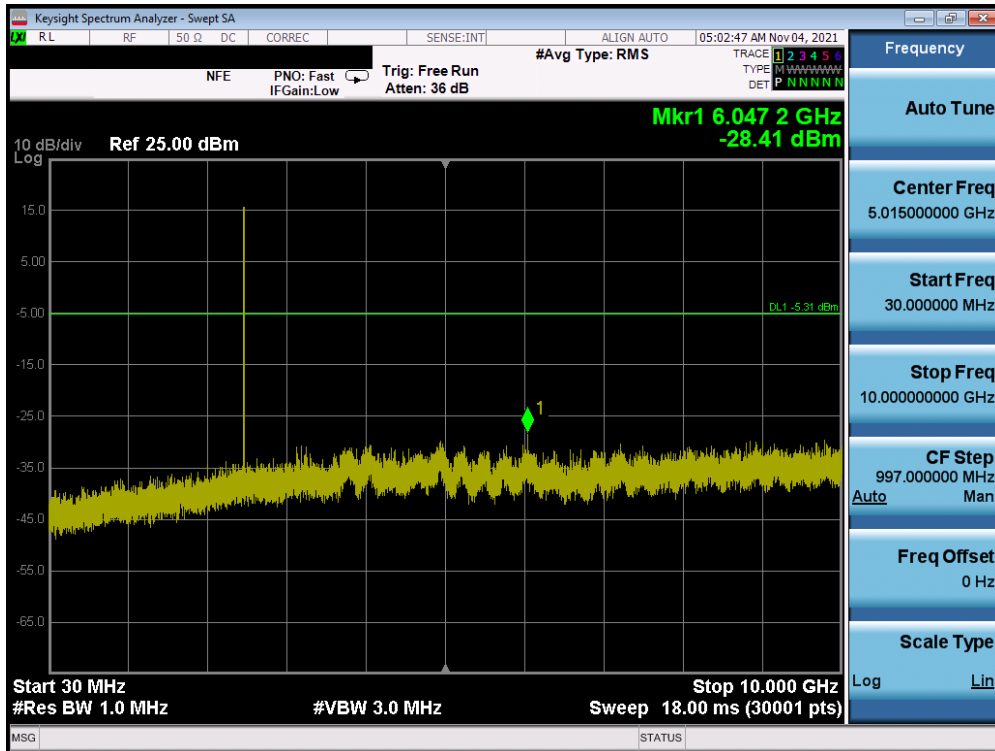 Keysight Spectrum Analyzer - Swept SA
LXI RL RF 50 Ω DC CORREC SENSE:INT ALIGN AUTO 05:02:47 AM Nov 04, 2021
#Avg Type: RMS TRACE 1 2 3 4 5 6
NFE PNO: Fast Trig: Free Run TYPE M WWWWW
IFGain:Low Atten: 36 dB DET P N N N N N
Mkr1 6.047 2 GHz
-28.41 dBm
10 dB/div Ref 25.00 dBm
Log
15.0
5.00
-5.00
DL1 -5.31 dBm
-15.0
-25.0
1
-35.0
-45.0
-55.0
-65.0
Start 30 MHz Stop 10.000 GHz
#Res BW 1.0 MHz #VBW 3.0 MHz Sweep 18.00 ms (30001 pts)
MSG STATUS
Frequency
Auto Tune
Center Freq
5.015000000 GHz
Start Freq
30.000000 MHz
Stop Freq
10.000000000 GHz
CF Step
997.000000 MHz
Auto Man
Freq Offset
0 Hz
Scale Type
Log Lin